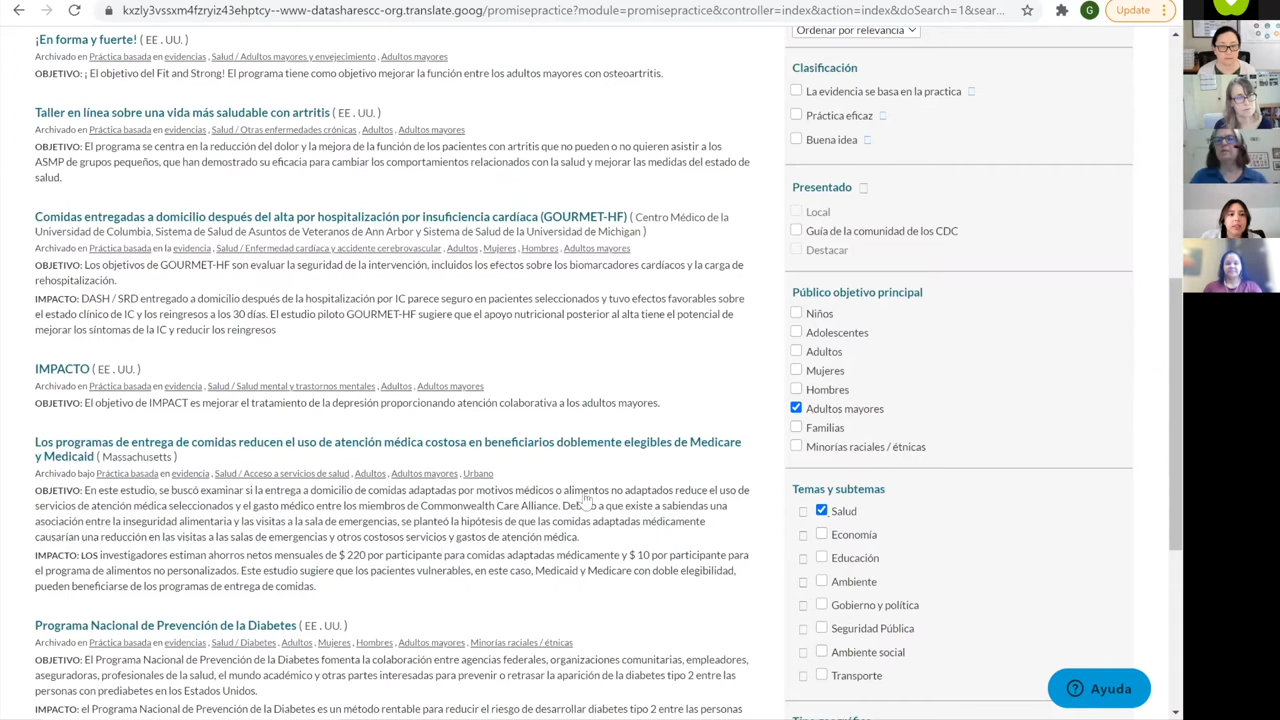 kxzly3vssxm4fzryiz43ehptcy--www-datasharescc-org.translate.goog/promisepractice/index
G
Update
¡En forma y fuerte! (EE . UU. )
Archivado en Práctica basada en evidencias , Salud / Adultos mayores y envejecimiento , Adultos mayores
OBJETIVO: ¡ El objetivo del Fit and Strong! El programa tiene como objetivo mejorar la función entre los adultos mayores con osteoartritis.
Taller en línea sobre una vida más saludable con artritis ( EE . UU. )
Archivado en Práctica basada en evidencias , Salud / Otras enfermedades crónicas , Adultos , Adultos mayores
OBJETIVO: El programa se centra en la reducción del dolor y la mejora de la función de los pacientes con artritis que no pueden o no quieren asistir a los
ASMP de grupos pequeños, que han demostrado su eficacia para cambiar los comportamientos relacionados con la salud y mejorar las medidas del estado de
salud.
Comidas entregadas a domicilio después del alta por hospitalización por insuficiencia cardíaca (GOURMET-HF) ( Centro Médico de la
Universidad de Columbia, Sistema de Salud de Asuntos de Veteranos de Ann Arbor y Sistema de Salud de la Universidad de Michigan )
Archivado en Práctica basada en la evidencia , Salud / Enfermedad cardíaca y accidente cerebrovascular , Adultos , Mujeres , Hombres , Adultos mayores
OBJETIVO: Los objetivos de GOURMET-HF son evaluar la seguridad de la intervención, incluidos los efectos sobre los biomarcadores cardíacos y la carga de
rehospitalización.
IMPACTO: DASH / SRD entregado a domicilio después de la hospitalización por IC parece seguro en pacientes seleccionados y tuvo efectos favorables sobre
el estado clínico de IC y los reingresos a los 30 días. El estudio piloto GOURMET-HF sugiere que el apoyo nutricional posterior al alta tiene el potencial de
mejorar los síntomas de la IC y reducir los reingresos
IMPACTO ( EE . UU. )
Archivado en Práctica basada en evidencia , Salud / Salud mental y trastornos mentales , Adultos , Adultos mayores
OBJETIVO: El objetivo de IMPACT es mejorar el tratamiento de la depresión proporcionando atención colaborativa a los adultos mayores.
Los programas de entrega de comidas reducen el uso de atención médica costosa en beneficiarios doblemente elegibles de Medicare
y Medicaid ( Massachusetts )
Archivado bajo Práctica basada en evidencia , Salud / Acceso a servicios de salud , Adultos , Adultos mayores , Urbano
OBJETIVO: En este estudio, se buscó examinar si la entrega a domicilio de comidas adaptadas por motivos médicos o alimentos no adaptados reduce el uso de
servicios de atención médica seleccionados y el gasto médico entre los miembros de Commonwealth Care Alliance. Debido a que existe a sabiendas una
asociación entre la inseguridad alimentaria y las visitas a la sala de emergencias, se planteó la hipótesis de que las comidas adaptadas médicamente
causarían una reducción en las visitas a las salas de emergencias y otros costosos servicios y gastos de atención médica.
IMPACTO: LOS investigadores estiman ahorros netos mensuales de $ 220 por participante para comidas adaptadas médicamente y $ 10 por participante para
el programa de alimentos no personalizados. Este estudio sugiere que los pacientes vulnerables, en este caso, Medicaid y Medicare con doble elegibilidad,
pueden beneficiarse de los programas de entrega de comidas.
Programa Nacional de Prevención de la Diabetes ( EE . UU. )
Archivado en Práctica basada en evidencias , Salud / Diabetes , Adultos , Mujeres , Hombres , Adultos mayores , Minorías raciales / étnicas
OBJETIVO: El Programa Nacional de Prevención de la Diabetes fomenta la colaboración entre agencias federales, organizaciones comunitarias, empleadores,
aseguradoras, profesionales de la salud, el mundo académico y otras partes interesadas para prevenir o retrasar la aparición de la diabetes tipo 2 entre las
personas con prediabetes en los Estados Unidos.
IMPACTO: el Programa Nacional de Prevención de la Diabetes es un método rentable para reducir el riesgo de desarrollar diabetes tipo 2 entre las personas
Ordenar por relevancia
Clasificación
La evidencia se basa en la practica
Práctica eficaz
Buena idea
Presentado
Local
Guía de la comunidad de los CDC
Destacar
Público objetivo principal
Niños
Adolescentes
Adultos
Mujeres
Hombres
Adultos mayores
Familias
Minorías raciales / étnicas
Temas y subtemas
Salud
Economía
Educación
Ambiente
Gobierno y política
Seguridad Pública
Ambiente social
Transporte
Ayuda